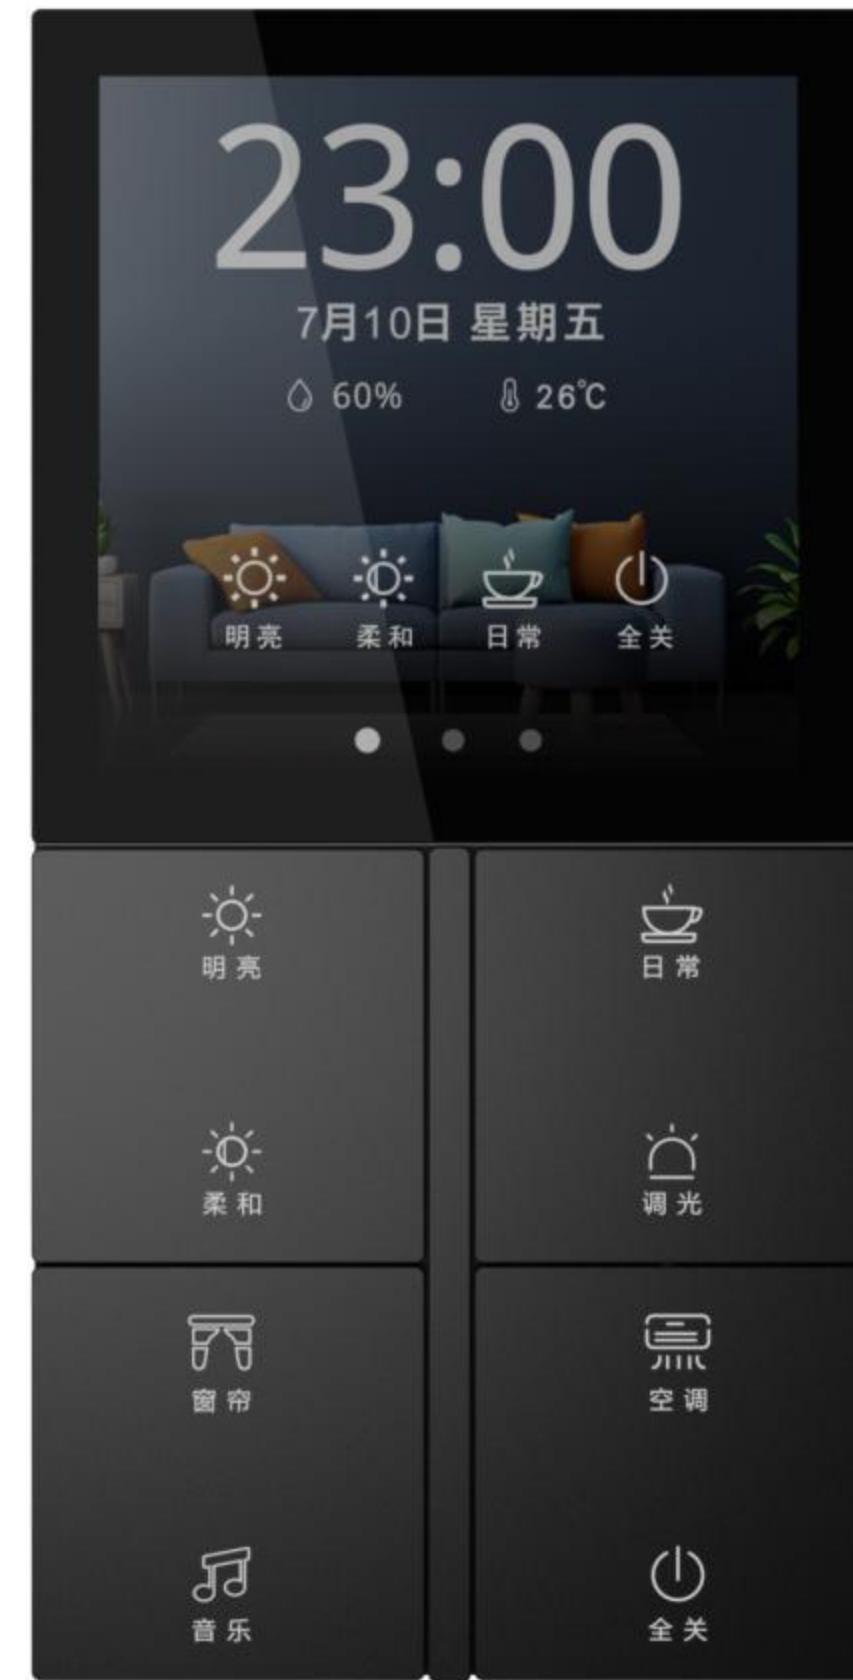 23:00
7月10日 星期五
60% 26℃
明亮 柔和 日常 全关
明亮 日常
柔和 调光
窗帘 空调
音乐 全关